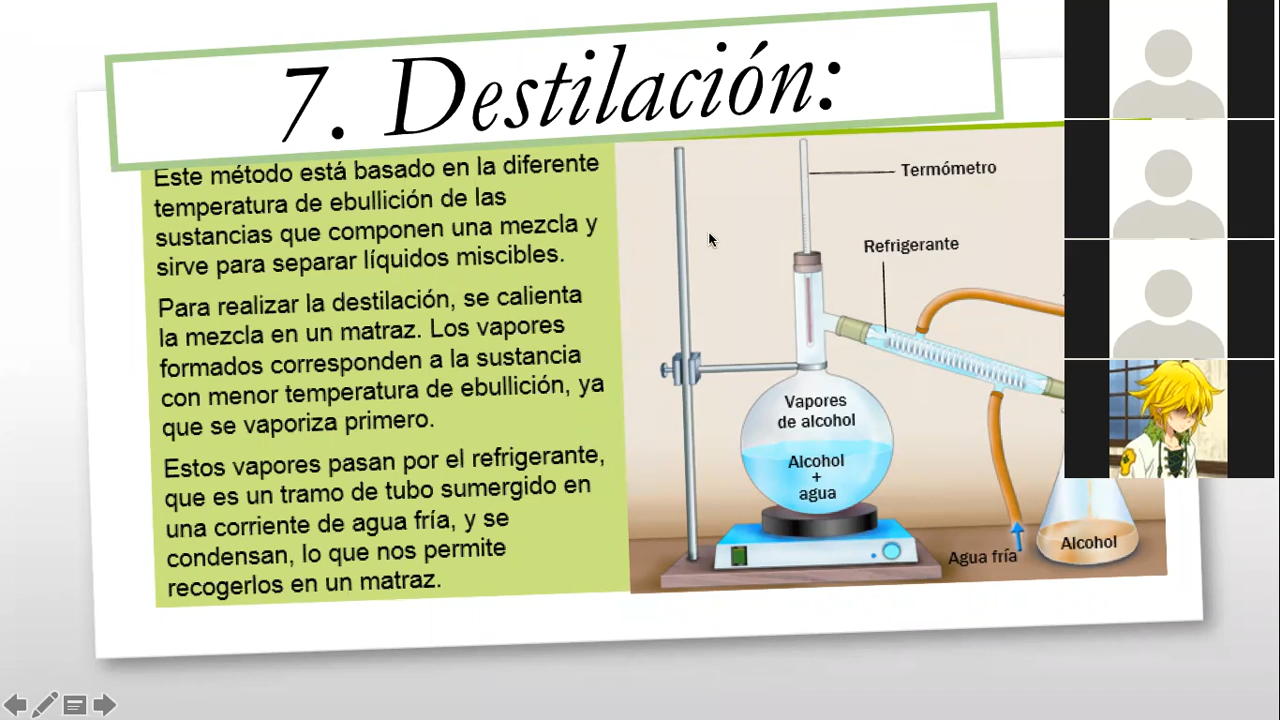 7. Destilación:
Este método está basado en la diferente
temperatura de ebullición de las
sustancias que componen una mezcla y
sirve para separar líquidos miscibles.
Para realizar la destilación, se calienta
la mezcla en un matraz. Los vapores
formados corresponden a la sustancia
con menor temperatura de ebullición, ya
que se vaporiza primero.
Estos vapores pasan por el refrigerante,
que es un tramo de tubo sumergido en
una corriente de agua fría, y se
condensan, lo que nos permite
recogerlos en un matraz.
Termómetro
Refrigerante
Vapores
de alcohol
Alcohol
+
agua
Agua fría
Alcohol